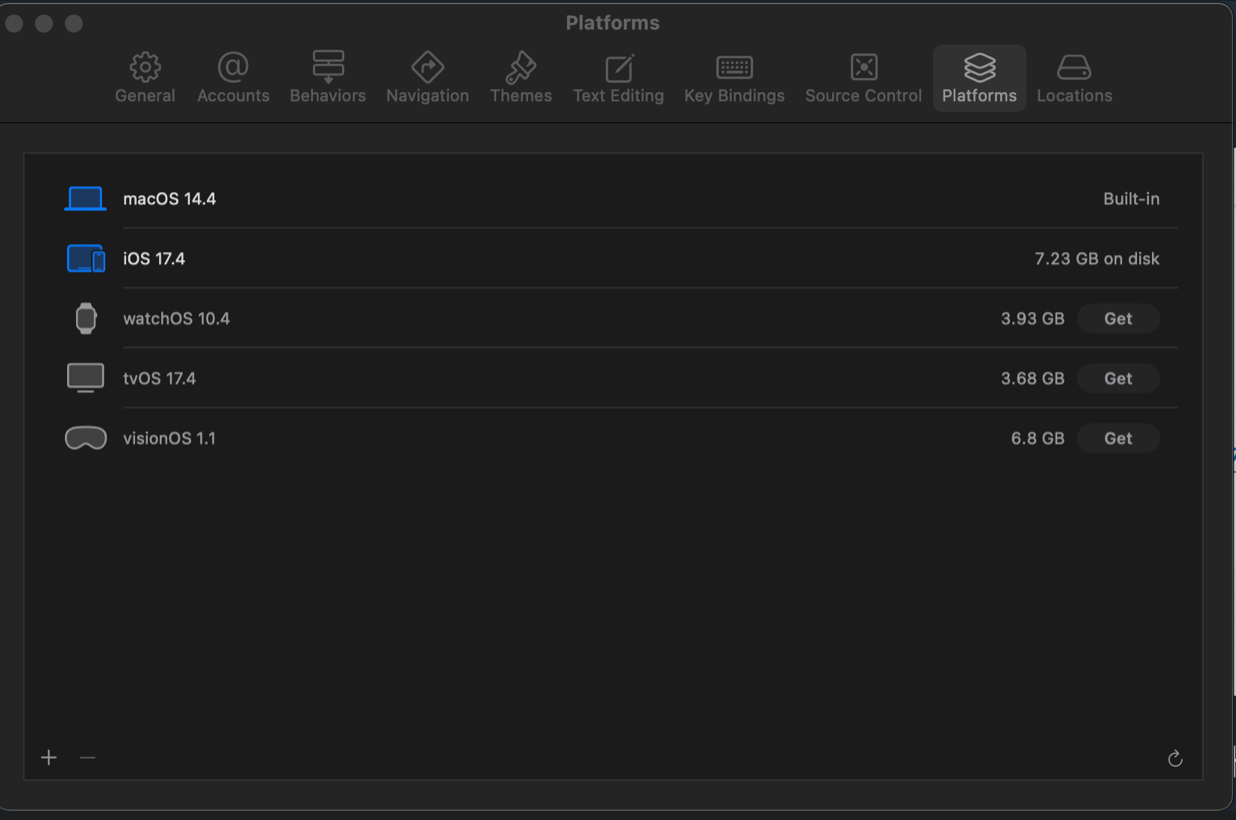 Platforms
General Accounts Behaviors Navigation Themes Text Editing Key Bindings Source Control Platforms Locations
macOS 14.4 Built-in
iOS 17.4 7.23 GB on disk
watchOS 10.4 3.93 GB Get
tvOS 17.4 3.68 GB Get
visionOS 1.1 6.8 GB Get